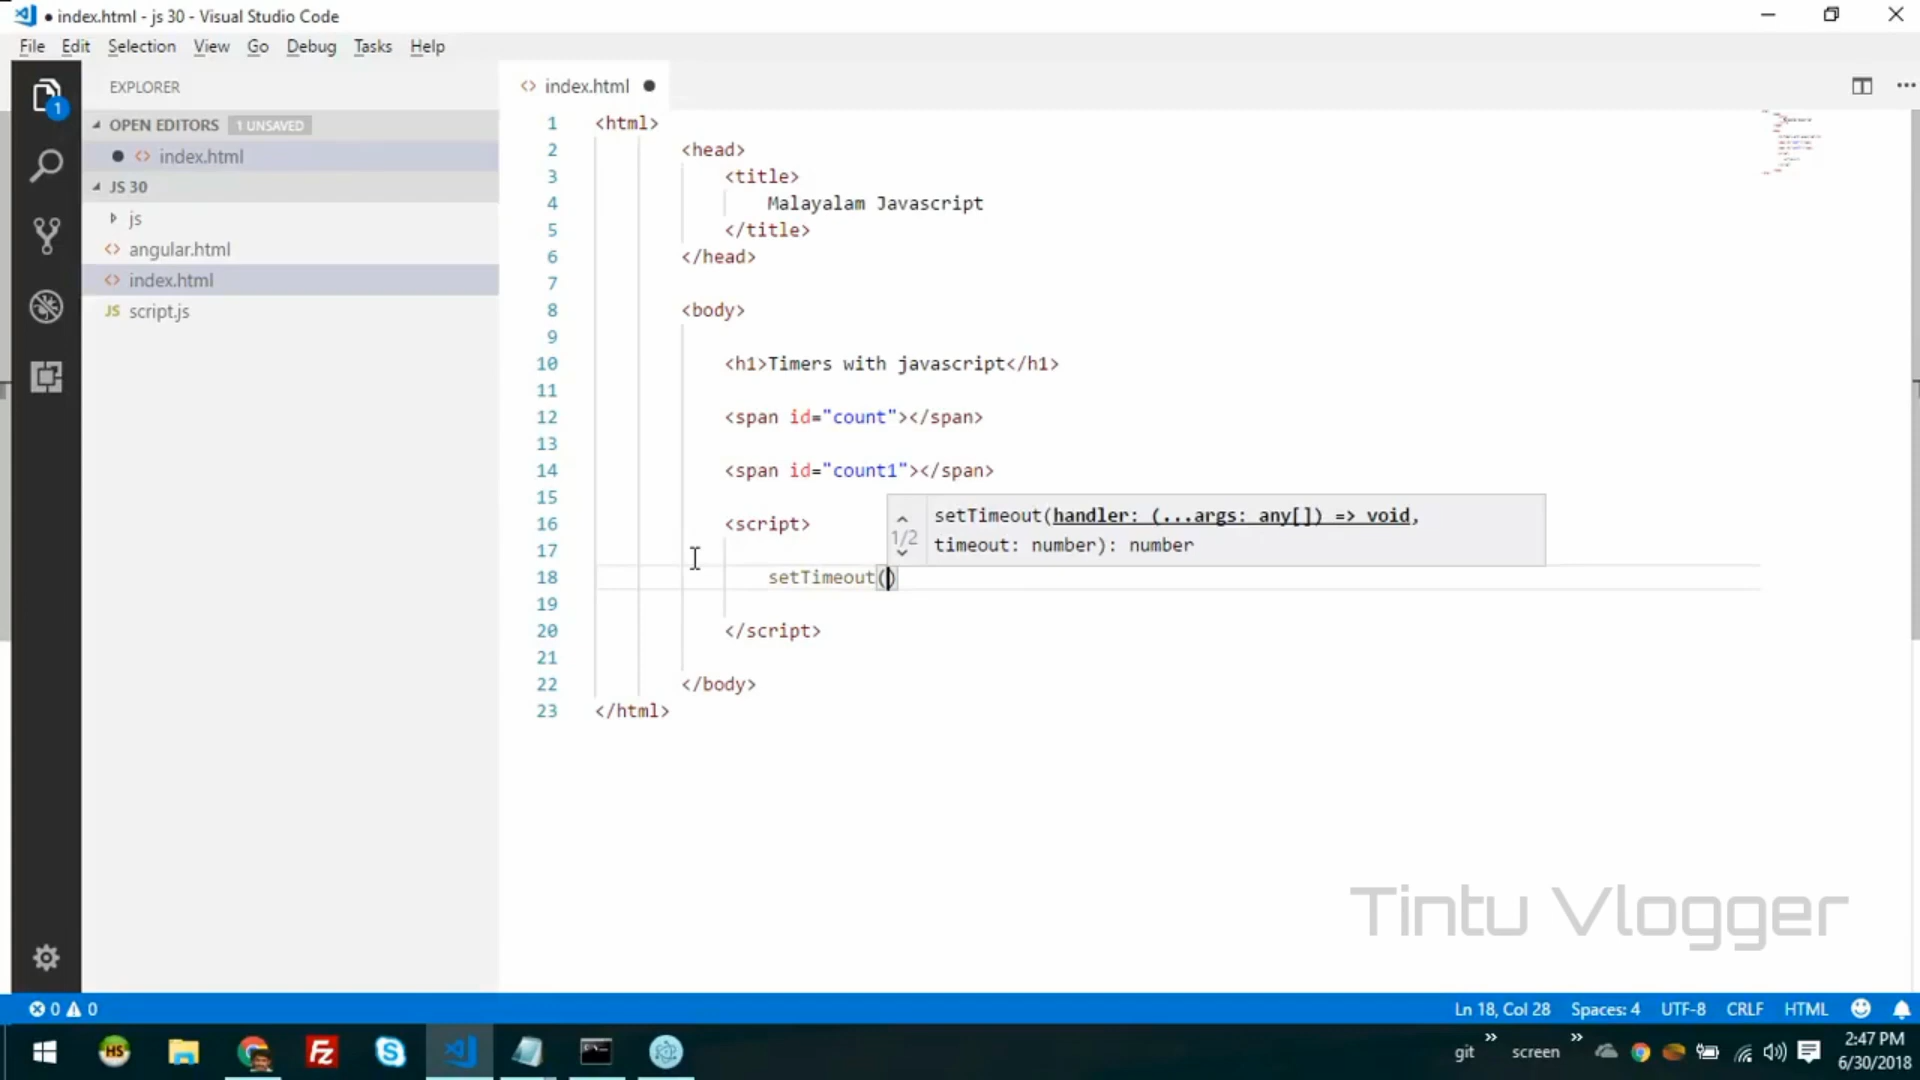 index.html - js 30 - Visual Studio Code
File Edit Selection View Go Debug Tasks Help
EXPLORER
OPEN EDITORS 1 UNSAVED
index.html
JS 30
js
angular.html
index.html
JS script.js
1
index.html
1 <html>
2 <head>
3 <title>
4 Malayalam Javascript
5 </title>
6 </head>
7
8 <body>
9
10 <h1>Timers with javascript</h1>
11
12 <span id="count"></span>
13
14 <span id="count1"></span>
15
16 <script>
17
18 setTimeout()
19
20 </script>
21
22 </body>
23 </html>
1/2
setTimeout(handler: (...args: any[]) => void,
timeout: number): number
Tintu Vlogger
0 0
Ln 18, Col 28 Spaces: 4 UTF-8 CRLF HTML
HS
Fz
git » screen »
2:47 PM
6/30/2018